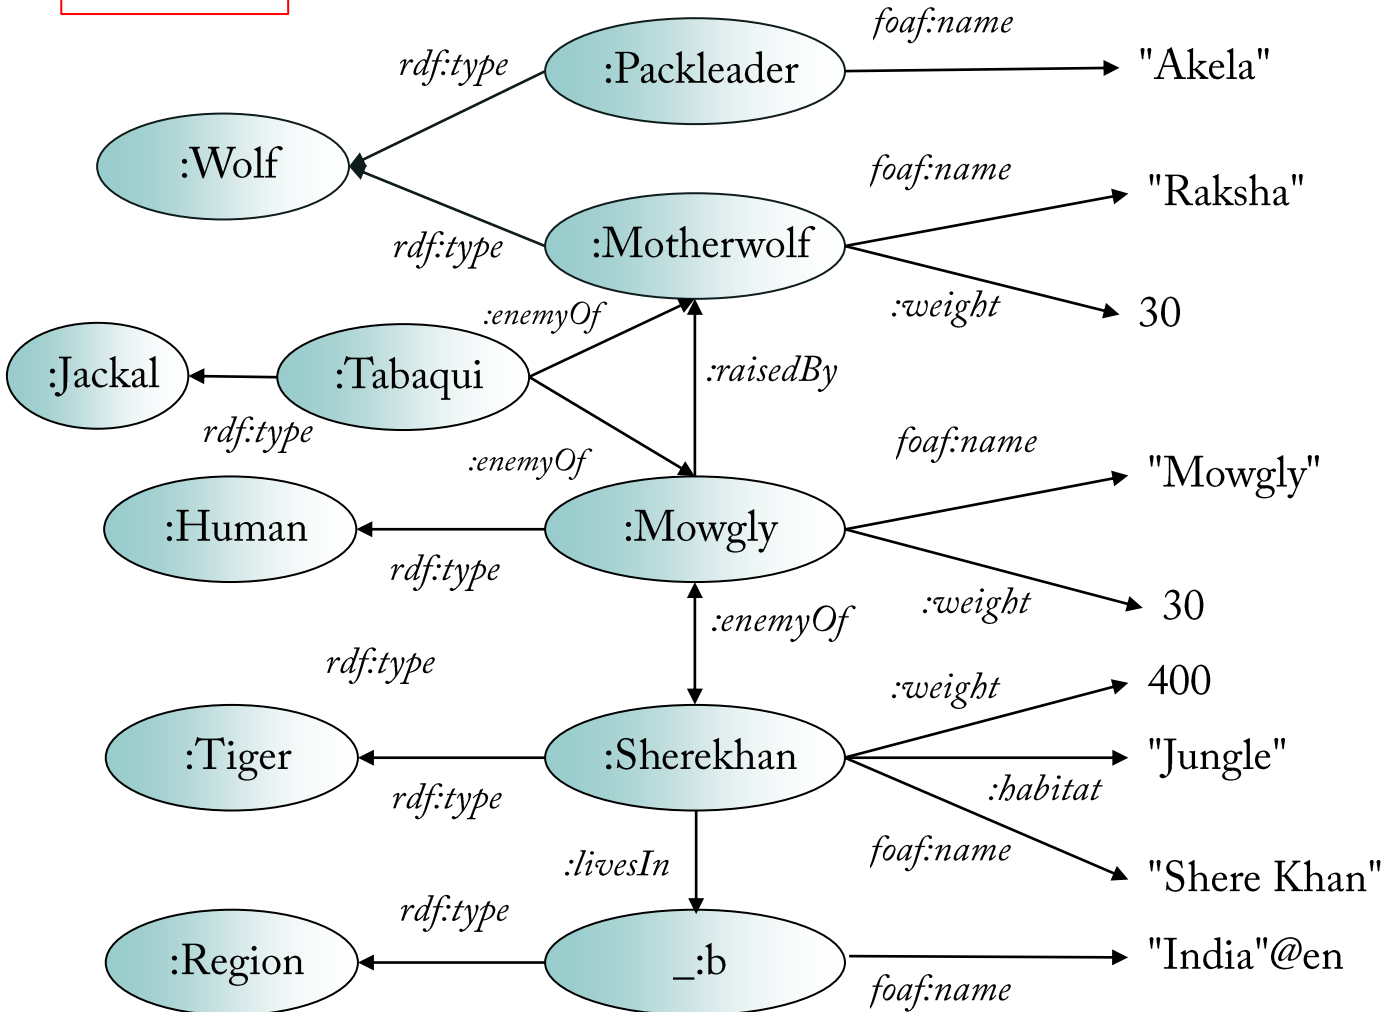 foaf:name
rdf:type
:Packleader
"Akela"
:Wolf
foaf:name
"Raksha"
rdf:type
:Motherwolf
:enemyOf
:weight
30
:Jackal
:Tabaqui
:raisedBy
rdf:type
:enemyOf
foaf:name
"Mowgly"
:Human
:Mowgly
rdf:type
:weight
30
:enemyOf
rdf:type
:weight
400
:Tiger
:Sherekhan
"Jungle"
rdf:type
:habitat
:livesIn
foaf:name
"Shere Khan"
rdf:type
:Region
_:b
"India"@en
foaf:name